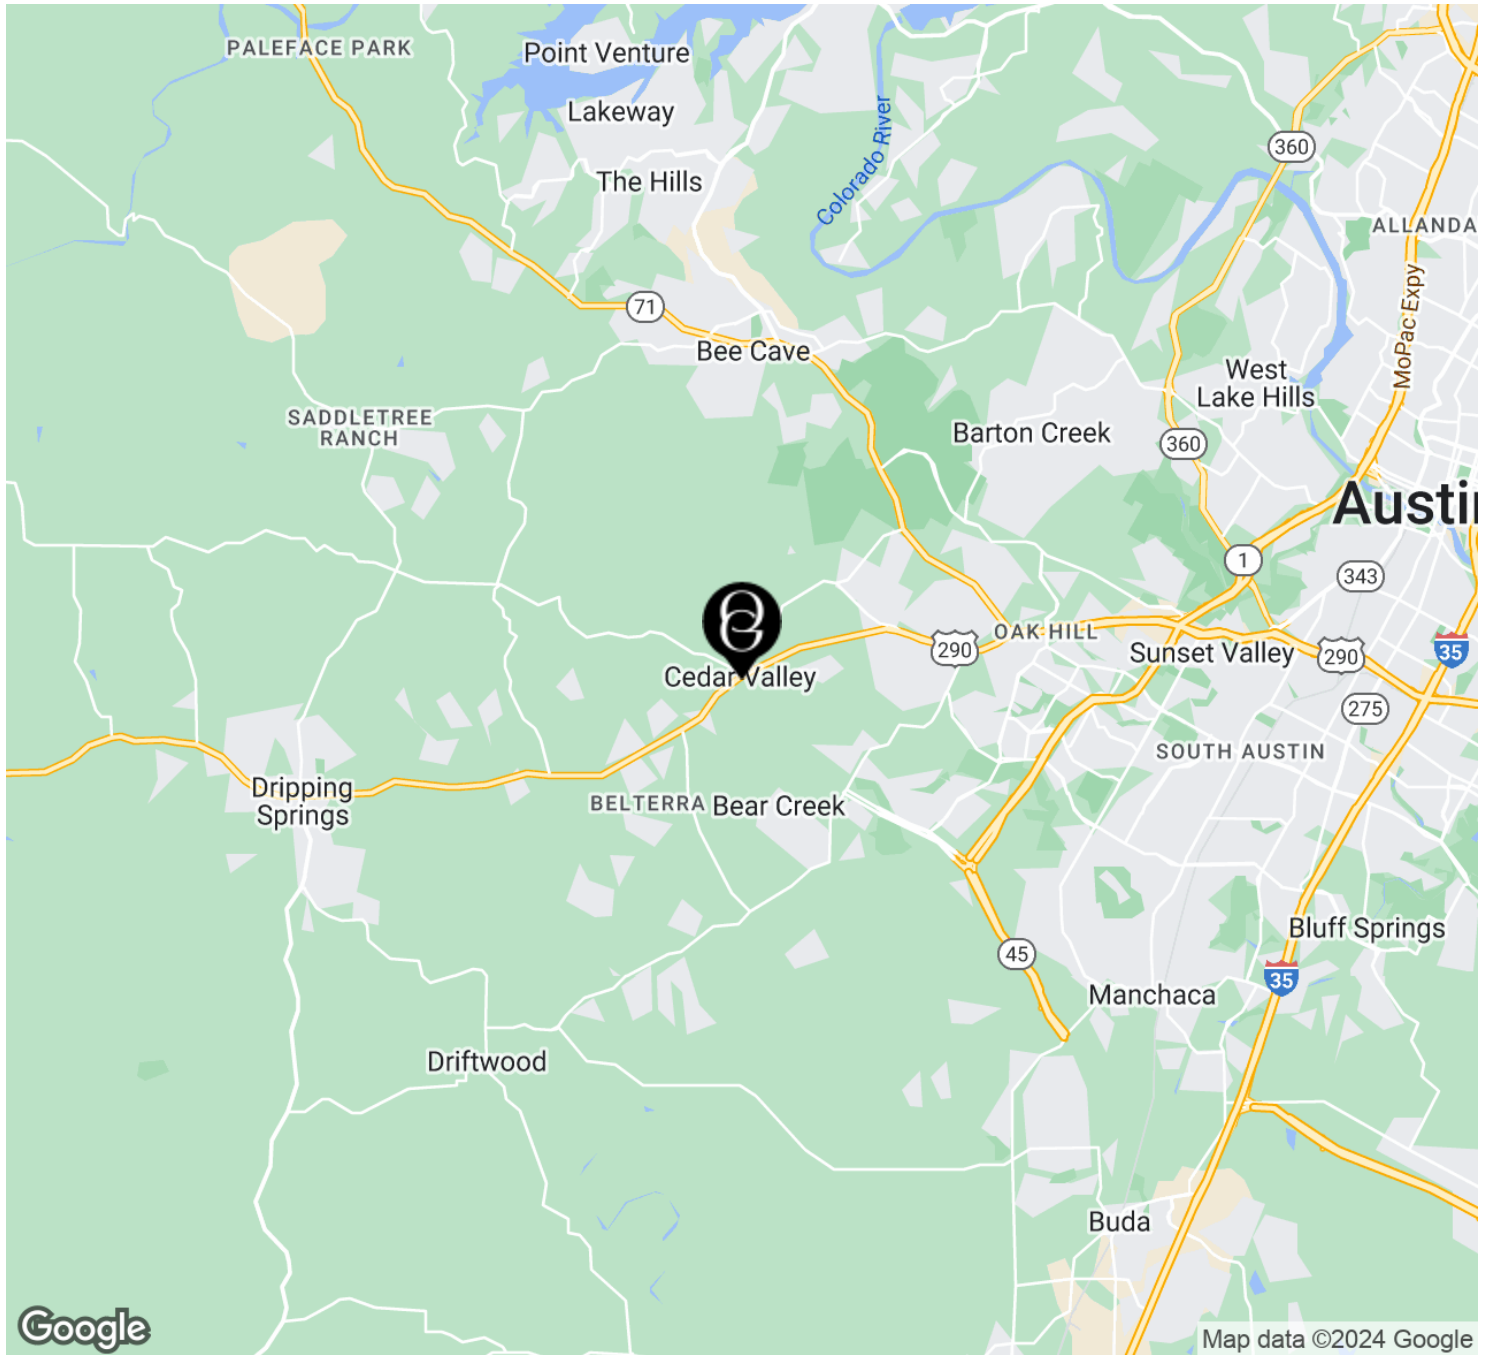 PALEFACE PARK
Point Venture
Lakeway
Colorado River
360
The Hills
ALLANDA
71
MoPac Expy
Bee Cave
West
Lake Hills
SADDLETREE
RANCH
Barton Creek
360
Austi
1
343
OAK HILL
290
Sunset Valley
290
35
Cedar Valley
275
SOUTH AUSTIN
Dripping
Springs
BELTERRA
Bear Creek
Bluff Springs
45
35
Manchaca
Driftwood
Buda
Google
Map data ©2024 Google